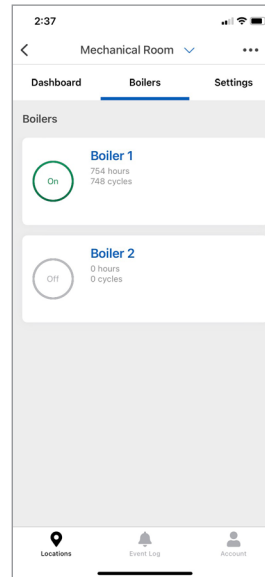 2:37
Mechanical Room
Dashboard Boilers Settings
Boilers
Boiler 1
On
754 hours
748 cycles
Boiler 2
Off
0 hours
0 cycles
Locations Event Log Account